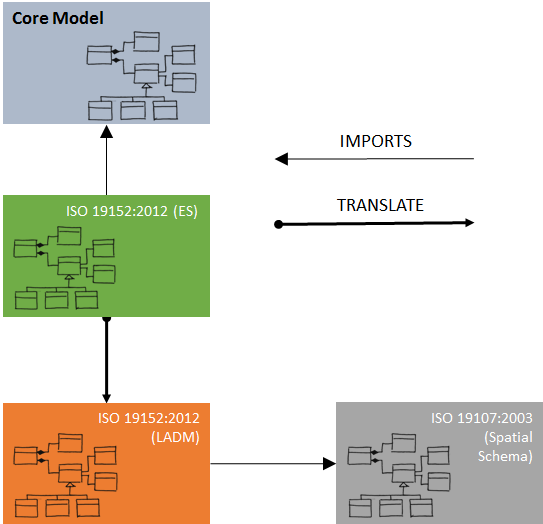 Core Model
IMPORTS
ISO 19152:2012 (ES)
TRANSLATE
ISO 19152:2012
(LADM)
ISO 19107:2003
(Spatial
Schema)